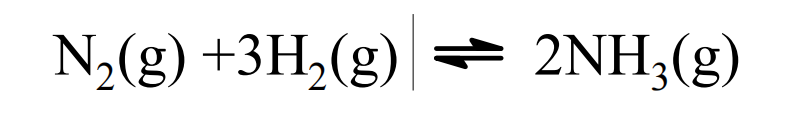 N₂(g) +3H₂(g) ⇌ 2NH₃(g)